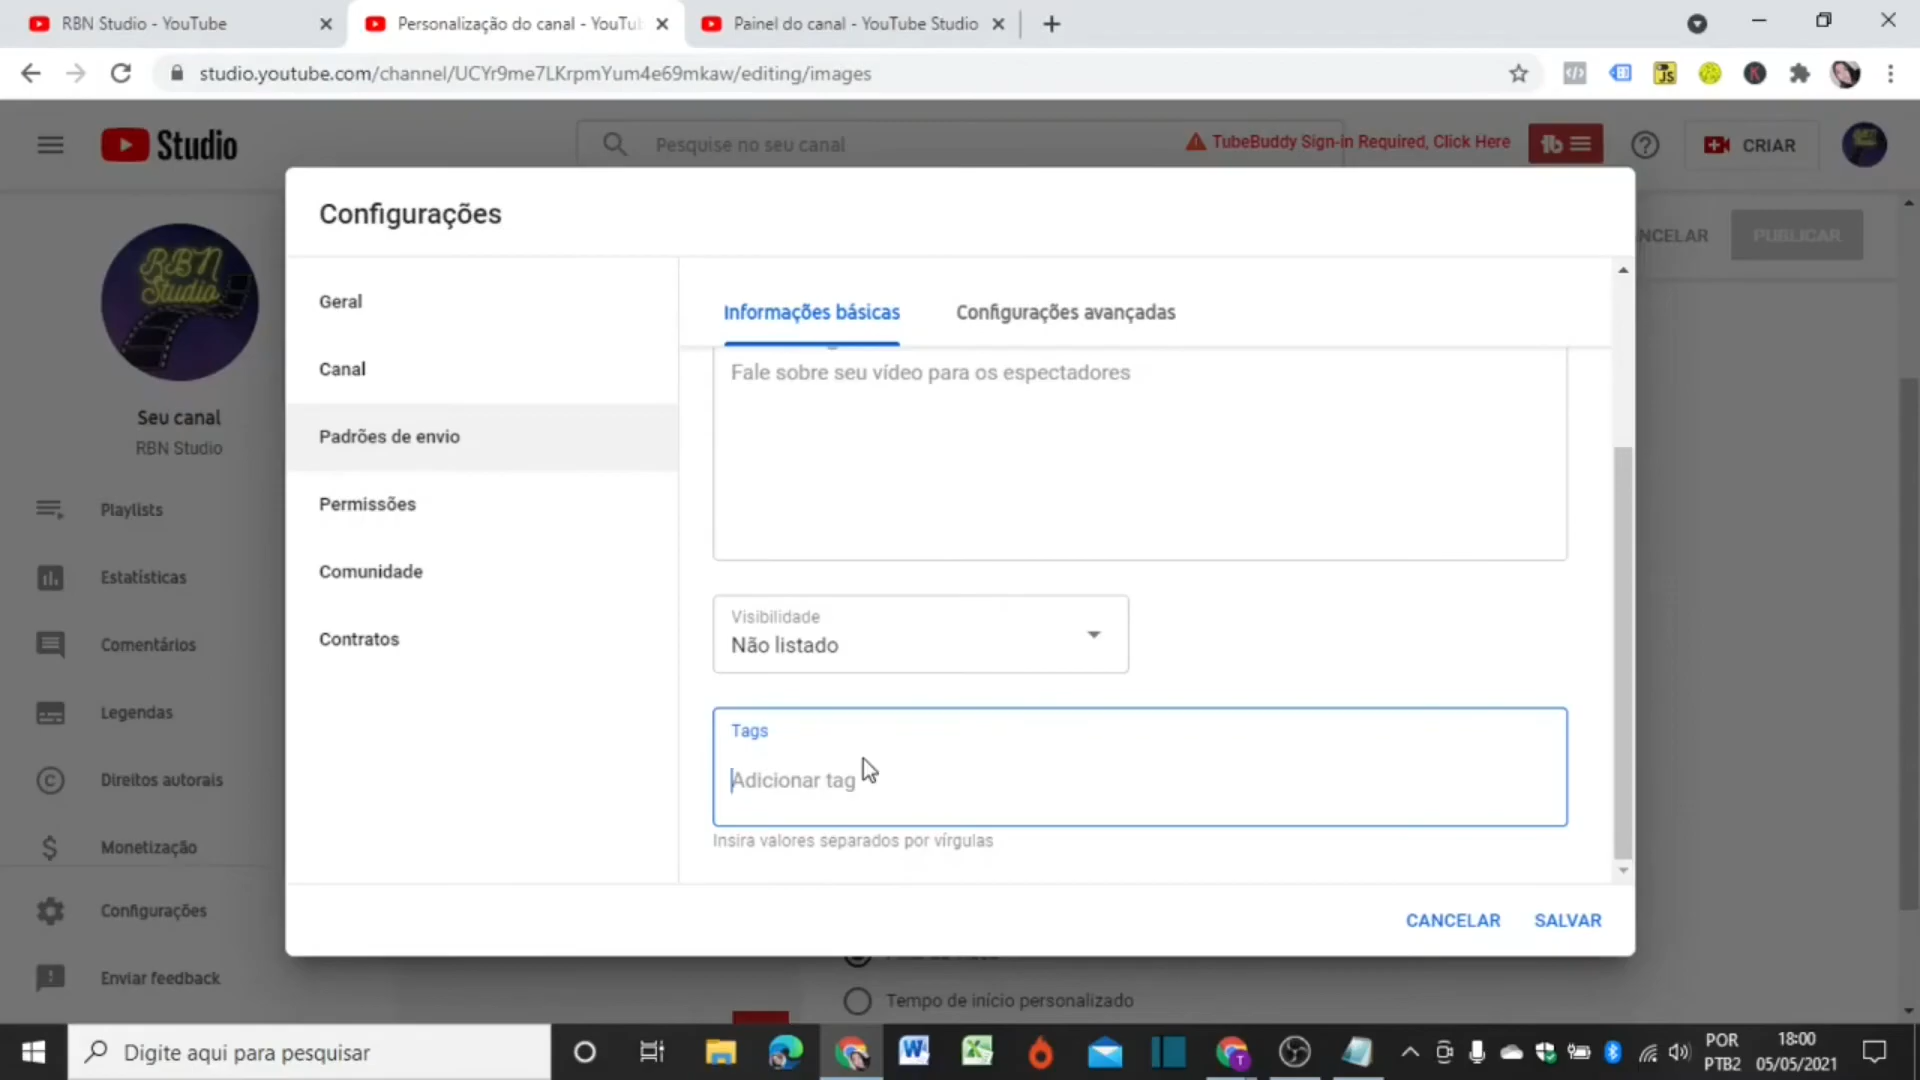 RBN Studio - YouTube
Personalização do canal - YouTu
Painel do canal - YouTube Studio
studio.youtube.com/channel/UCYr9me7LKrpmYum4e69mkaw/editing/images
Studio
Pesquise no seu canal
TubeBuddy Sign-in Required, Click Here
CRIAR
Configurações
NCELAR
PUBLICAR
RBN
Studio
Seu canal
RBN Studio
Playlists
Estatísticas
Comentários
Legendas
Direitos autorais
Monetização
Configurações
Enviar feedback
Geral
Canal
Padrões de envio
Permissões
Comunidade
Contratos
Informações básicas
Configurações avançadas
Fale sobre seu vídeo para os espectadores
Visibilidade
Não listado
Tags
Adicionar tag
Insira valores separados por vírgulas
CANCELAR
SALVAR
Tempo de início personalizado
Digite aqui para pesquisar
POR
PTB2
18:00
05/05/2021